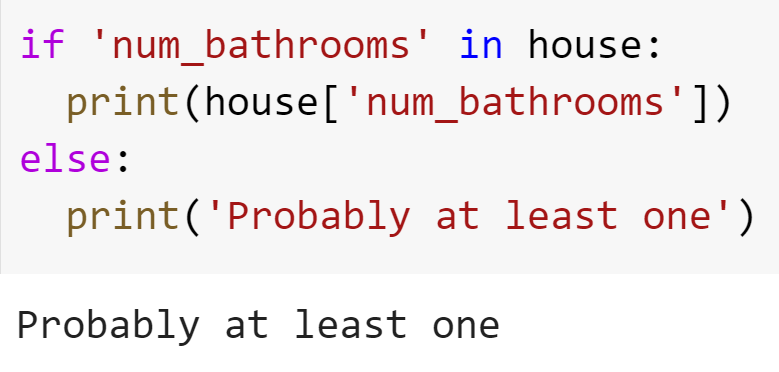 if 'num_bathrooms' in house:
  print(house['num_bathrooms'])
else:
  print('Probably at least one')
Probably at least one